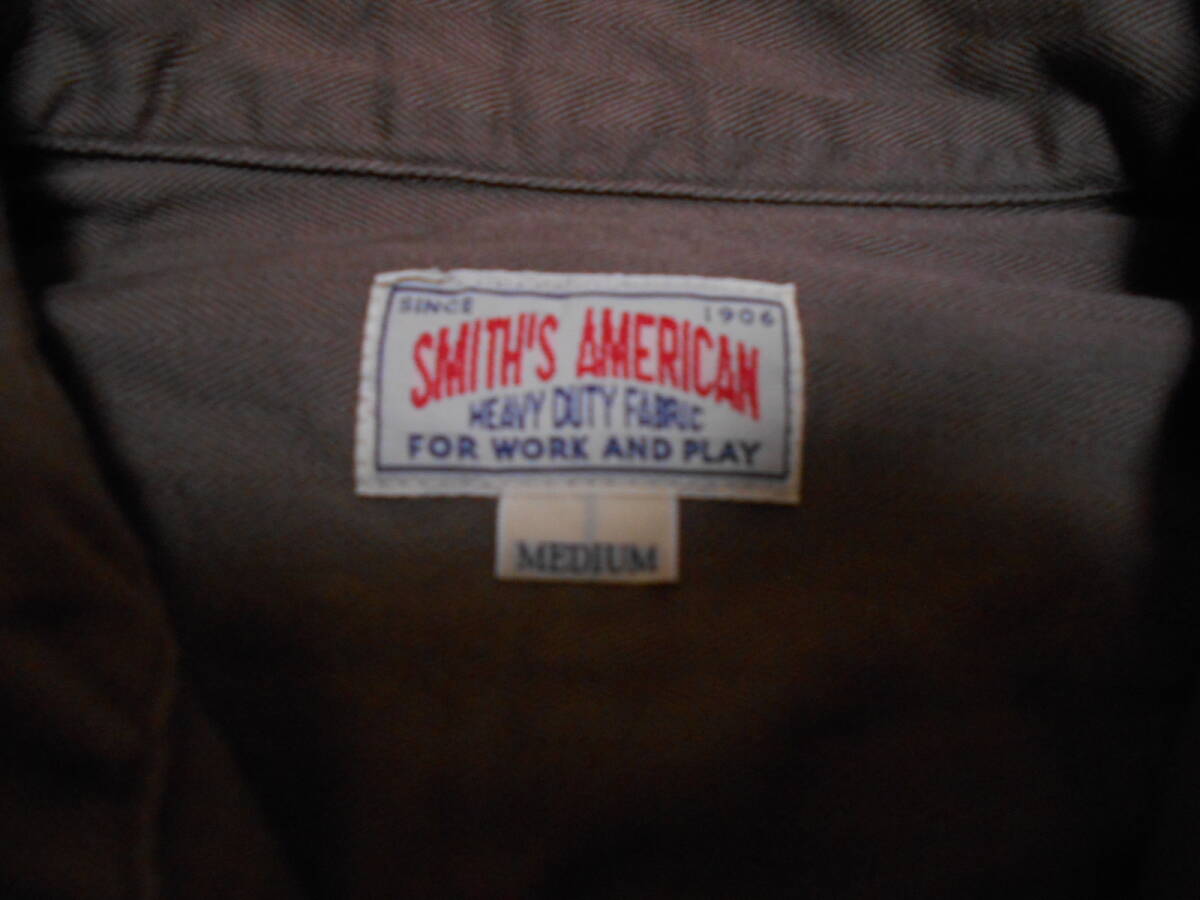 SINCE 1906
SMITH'S AMERICAN
HEAVY DUTY FABRIC
FOR WORK AND PLAY
MEDIUM